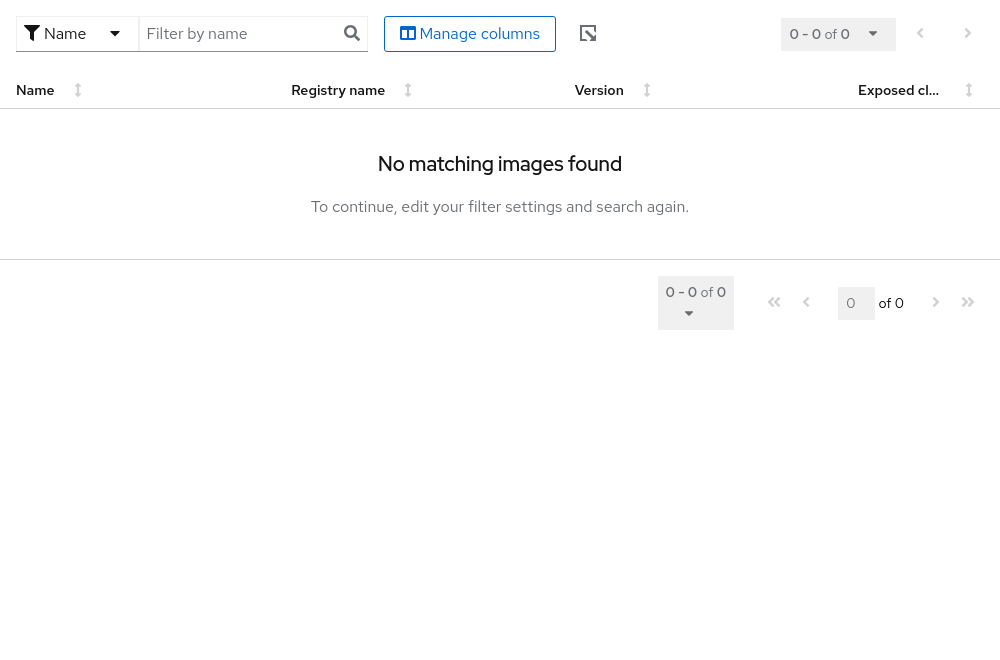 Name
Filter by name
Manage columns
0 - 0 of 0
Name
Registry name
Version
Exposed cl...
No matching images found
To continue, edit your filter settings and search again.
0 - 0 of 0
0
of 0